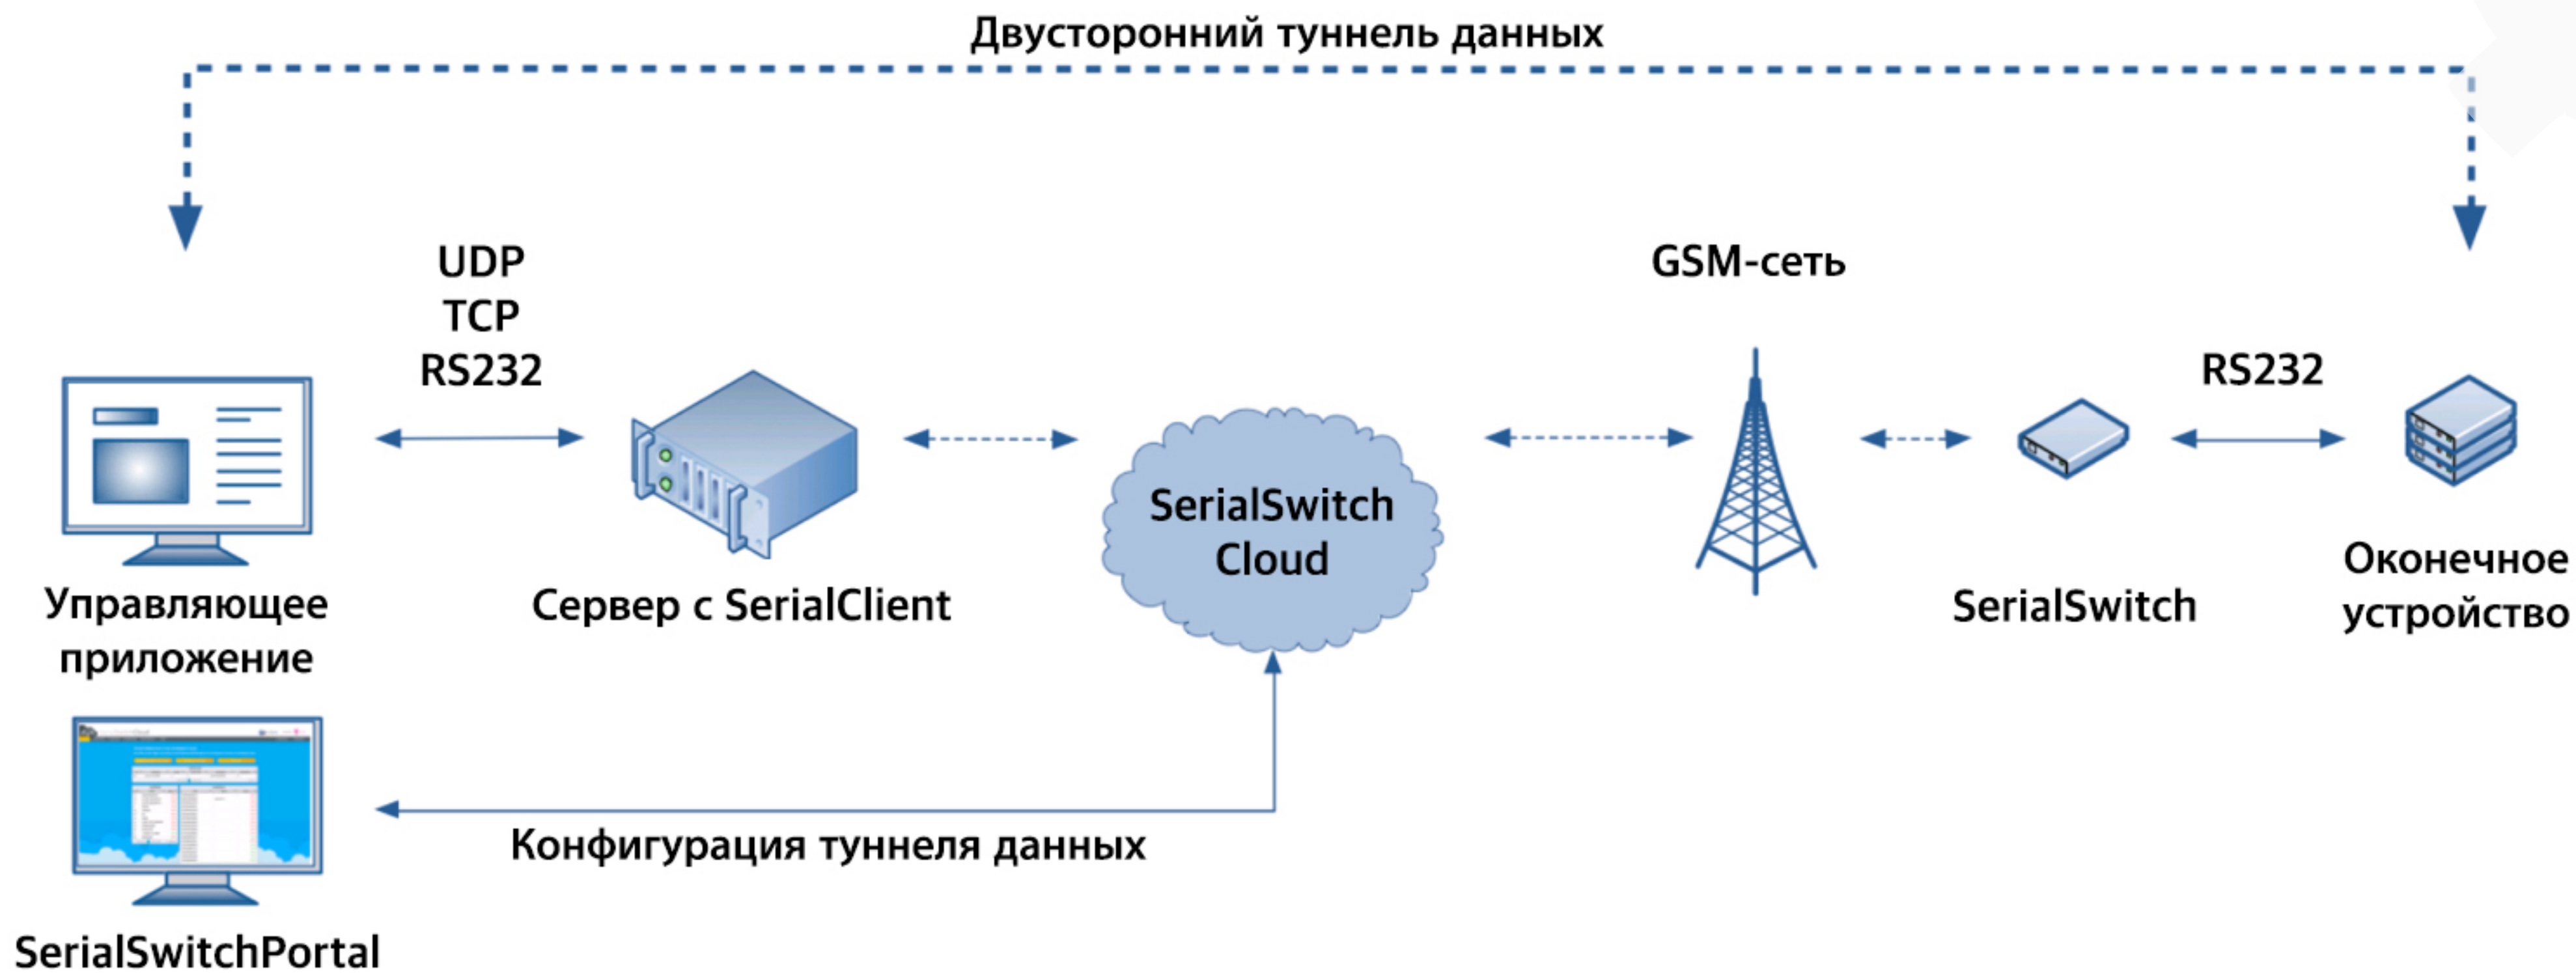 Двусторонний туннель данных
UDP
TCP
RS232
GSM-сеть
RS232
SerialSwitch
Cloud
Управляющее
приложение
Сервер с SerialClient
SerialSwitch
Оконечное
устройство
Конфигурация туннеля данных
SerialSwitchPortal